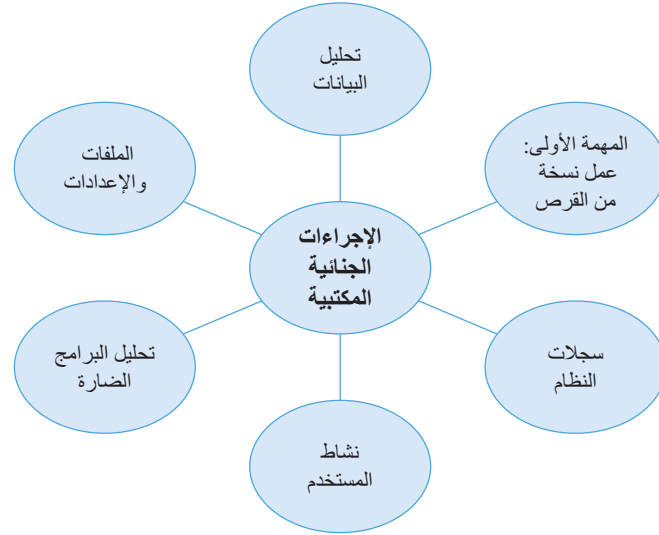 تحليل
البيانات
المهمة الأولى:
عمل نسخة
من القرص
الملفات
والإعدادات
الإجراءات
الجنائية
المكتبية
سجلات
النظام
تحليل البرامج
الضارة
نشاط
المستخدم